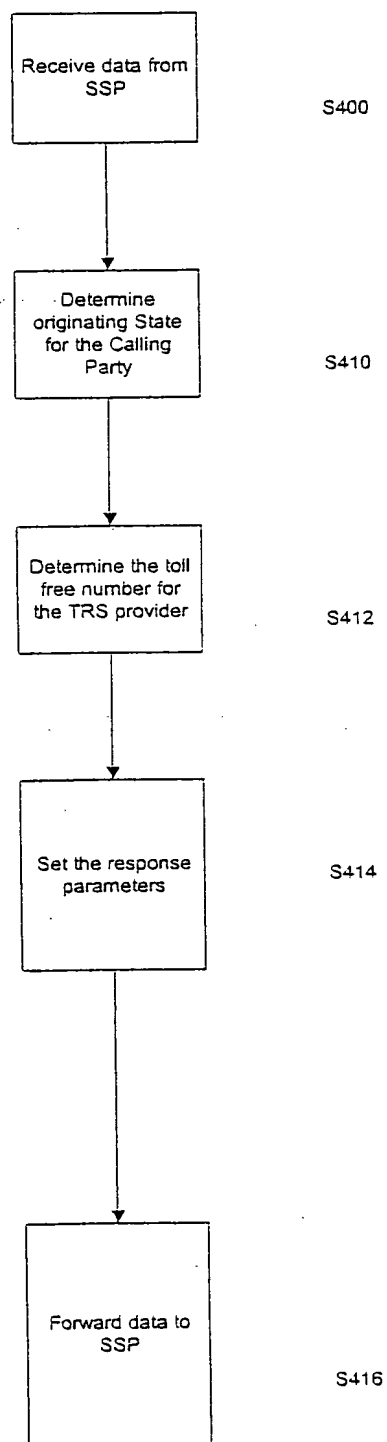 Receive data from
SSP
S400
Determine
originating State
for the Calling
Party
S410
Determine the toll
free number for
the TRS provider
S412
Set the response
parameters
S414
Forward data to
SSP
S416